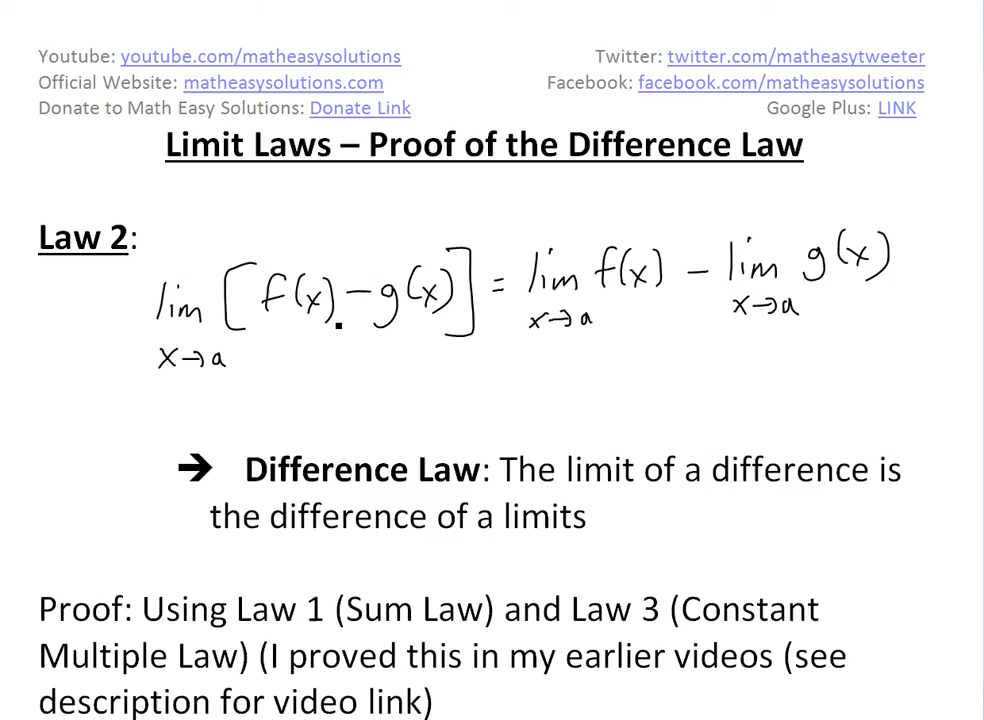 Youtube: youtube.com/matheasysolutions Twitter: twitter.com/matheasytweeter
Official Website: matheasysolutions.com Facebook: facebook.com/matheasysolutions
Donate to Math Easy Solutions: Donate Link Google Plus: LINK
Limit Laws – Proof of the Difference Law
Law 2:
lim [f(x) - g(x)] = lim f(x) - lim g(x)
x→a x→a x→a
➔ Difference Law: The limit of a difference is
the difference of a limits
Proof: Using Law 1 (Sum Law) and Law 3 (Constant
Multiple Law) (I proved this in my earlier videos (see
description for video link)